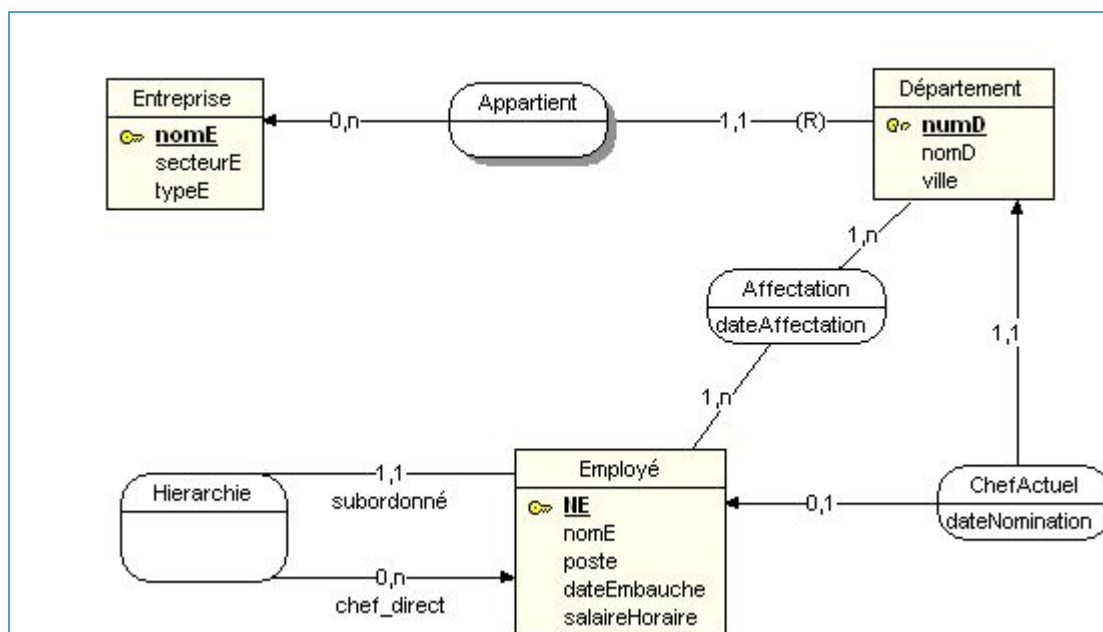 Entreprise
nomE
secteurE
typeE
0,n
Appartient
1,1
(R)
Département
numD
nomD
ville
1,n
Affectation
dateAffectation
1,n
1,1
Hierarchie
1,1
subordonné
0,n
chef_direct
Employé
NE
nomE
poste
dateEmbauche
salaireHoraire
0,1
ChefActuel
dateNomination